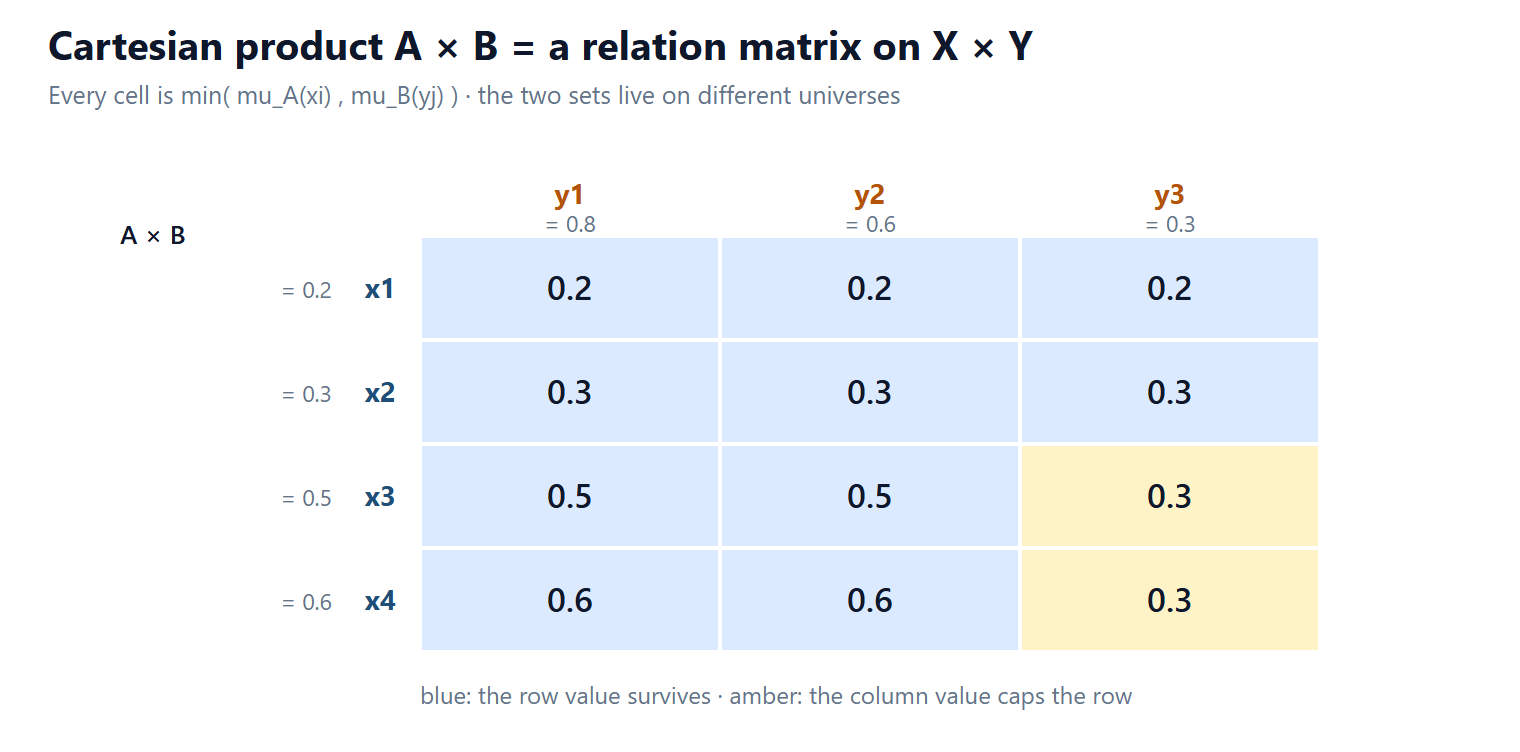 Cartesian product A × B = a relation matrix on X × Y
Every cell is min( mu_A(xi) , mu_B(yj) ) · the two sets live on different universes
y1 y2 y3
= 0.8 = 0.6 = 0.3
A × B
= 0.2 x1 0.2 0.2 0.2
= 0.3 x2 0.3 0.3 0.3
= 0.5 x3 0.5 0.5 0.3
= 0.6 x4 0.6 0.6 0.3
blue: the row value survives · amber: the column value caps the row